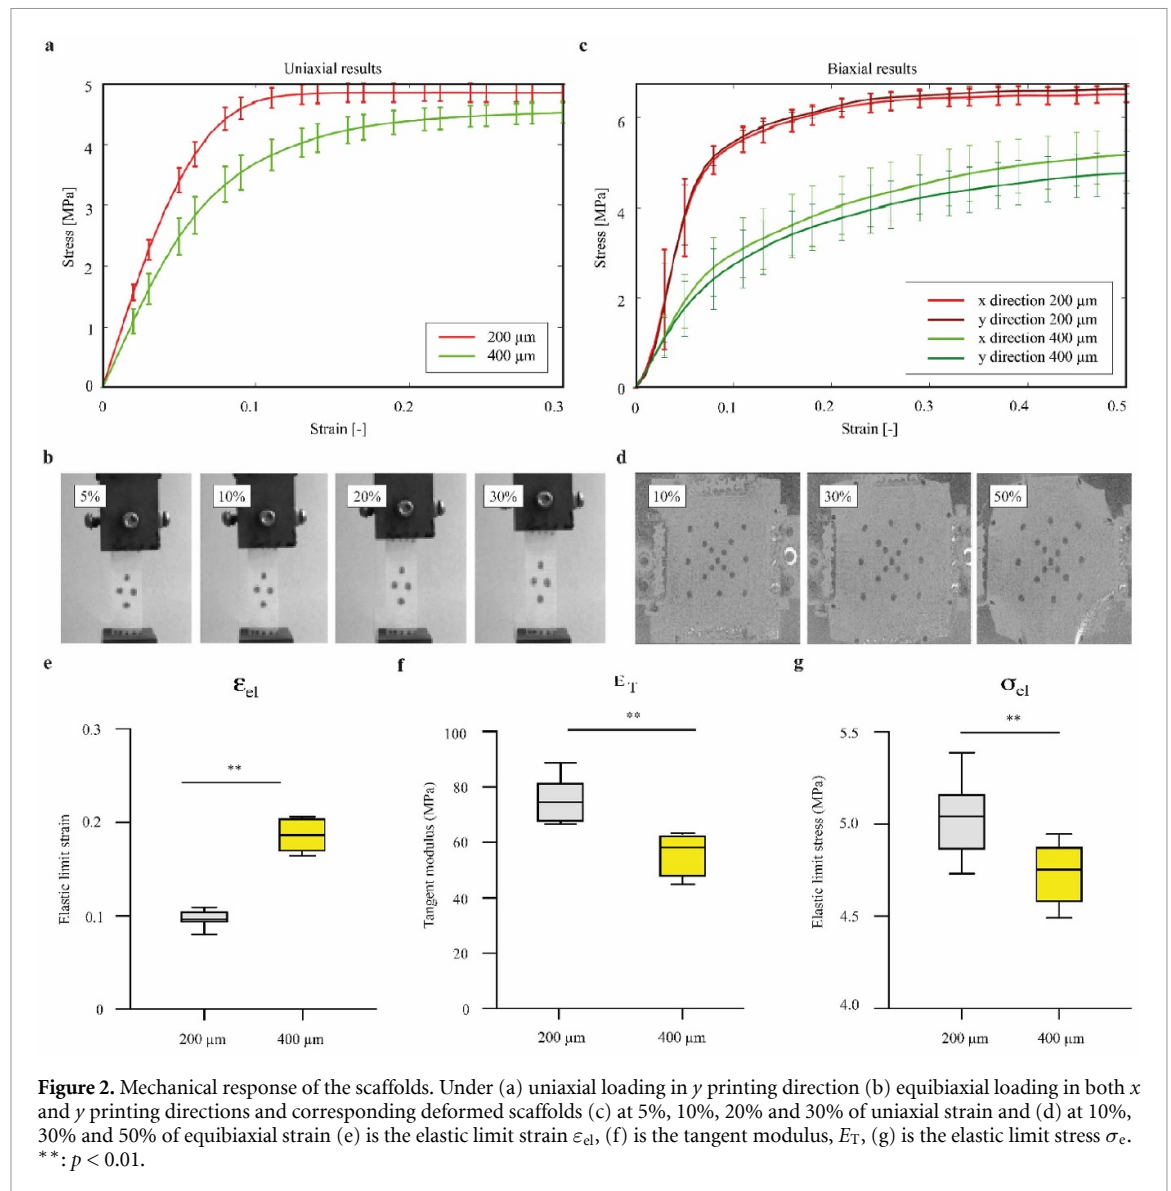 a
Uniaxial results
5
4
3
2
1
0
Stress [MPa]
200 µm
400 µm
0
0.1
0.2
0.3
Strain [-]
c
Biaxial results
6
4
2
0
Stress [MPa]
x direction 200 µm
y direction 200 µm
x direction 400 µm
y direction 400 µm
0
0.1
0.2
0.3
0.4
0.5
Strain [-]
b
5%
10%
20%
30%
d
10%
30%
50%
e
εel
**
0.3
0.2
0.1
0
Elastic limit strain
200 µm
400 µm
f
ET
**
100
80
60
40
20
0
Tangent modulus (MPa)
200 µm
400 µm
g
σel
**
5.5
5.0
4.5
4.0
Elastic limit stress (MPa)
200 µm
400 µm
Figure 2. Mechanical response of the scaffolds. Under (a) uniaxial loading in y printing direction (b) equibiaxial loading in both x
and y printing directions and corresponding deformed scaffolds (c) at 5%, 10%, 20% and 30% of uniaxial strain and (d) at 10%,
30% and 50% of equibiaxial strain (e) is the elastic limit strain εel, (f) is the tangent modulus, ET, (g) is the elastic limit stress σe.
**: p < 0.01.